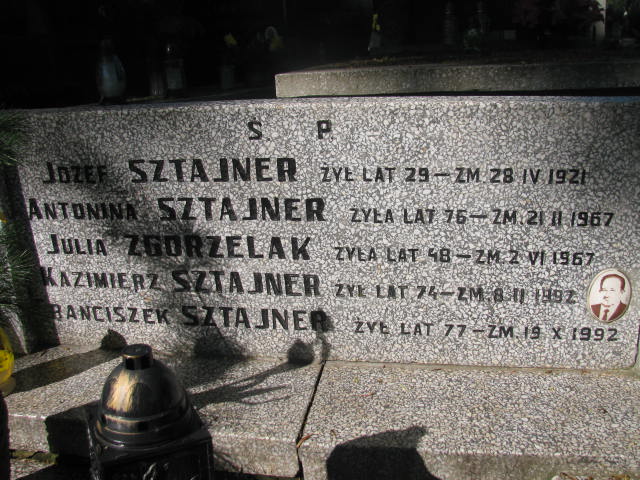 Ś P
JÓZEF SZTAJNER ŻYŁ LAT 29 – ZM. 28 IV 1921
ANTONINA SZTAJNER ŻYŁA LAT 76 – ZM. 21 II 1967
JULIA ZGORZELAK ŻYŁA LAT 48 – ZM. 2 VI 1967
KAZIMIERZ SZTAJNER ŻYŁ LAT 74 – ZM. 8 II 1992
FRANCISZEK SZTAJNER ŻYŁ LAT 77 – ZM. 19 X 1992